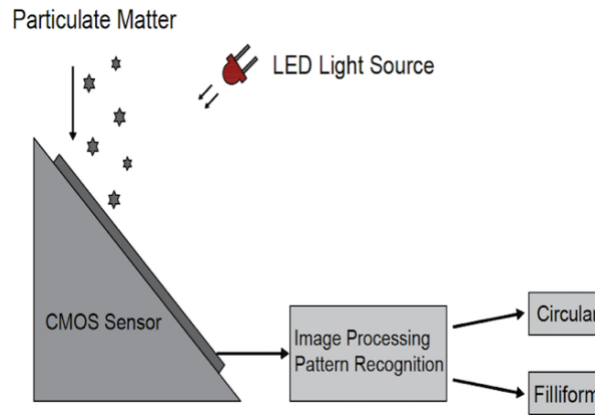 Particulate Matter
LED Light Source
CMOS Sensor
Image Processing
Pattern Recognition
Circular
Filliform